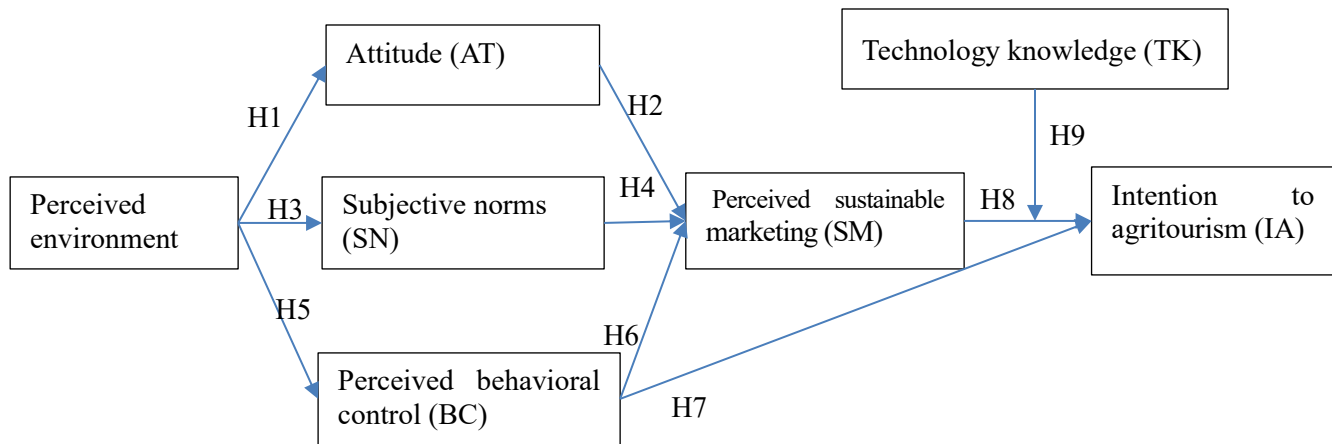 Attitude (AT)
Technology knowledge (TK)
H1
H2
H9
Perceived
environment
H3
Subjective norms
(SN)
H4
Perceived sustainable
marketing (SM)
H8
Intention to
agritourism (IA)
H5
H6
Perceived behavioral
control (BC)
H7